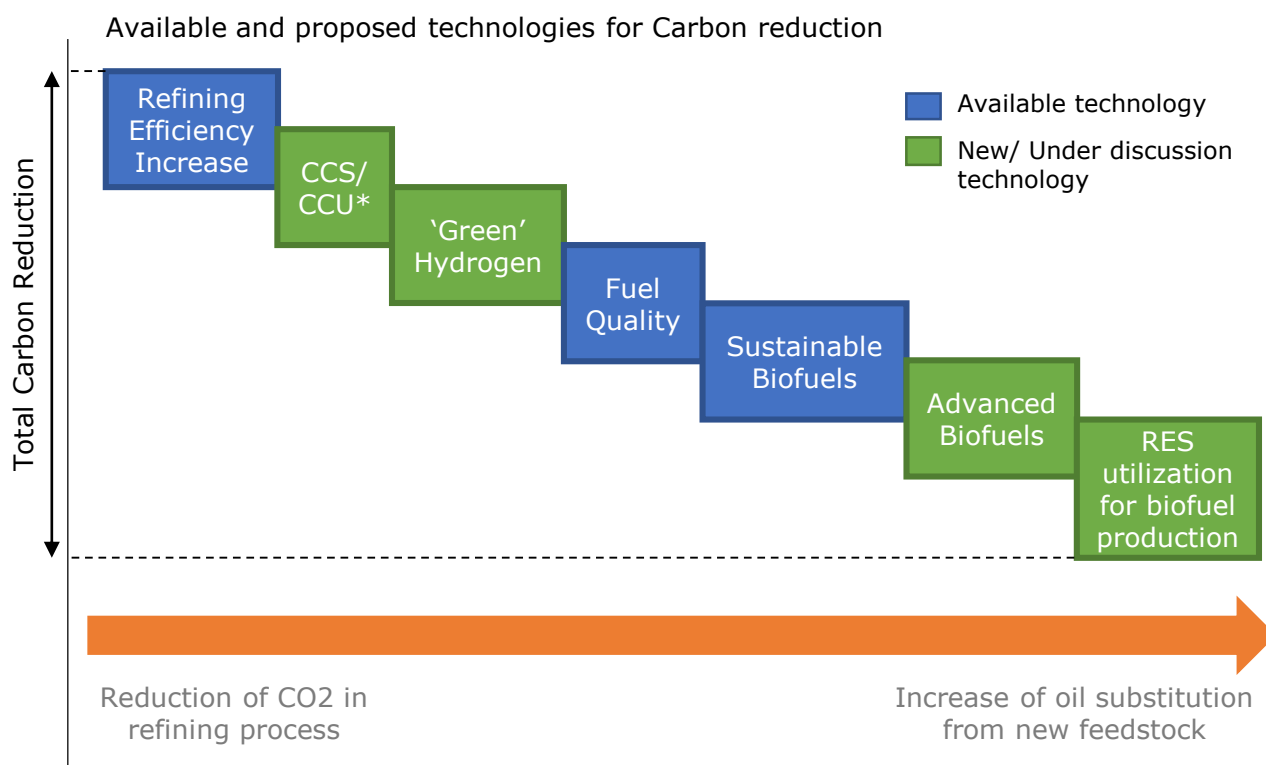 Available and proposed technologies for Carbon reduction
Total Carbon Reduction
Refining
Efficiency
Increase
CCS/
CCU*
‘Green’
Hydrogen
Fuel
Quality
Sustainable
Biofuels
Advanced
Biofuels
RES
utilization
for biofuel
production
Available technology
New/ Under discussion
technology
Reduction of CO2 in
refining process
Increase of oil substitution
from new feedstock